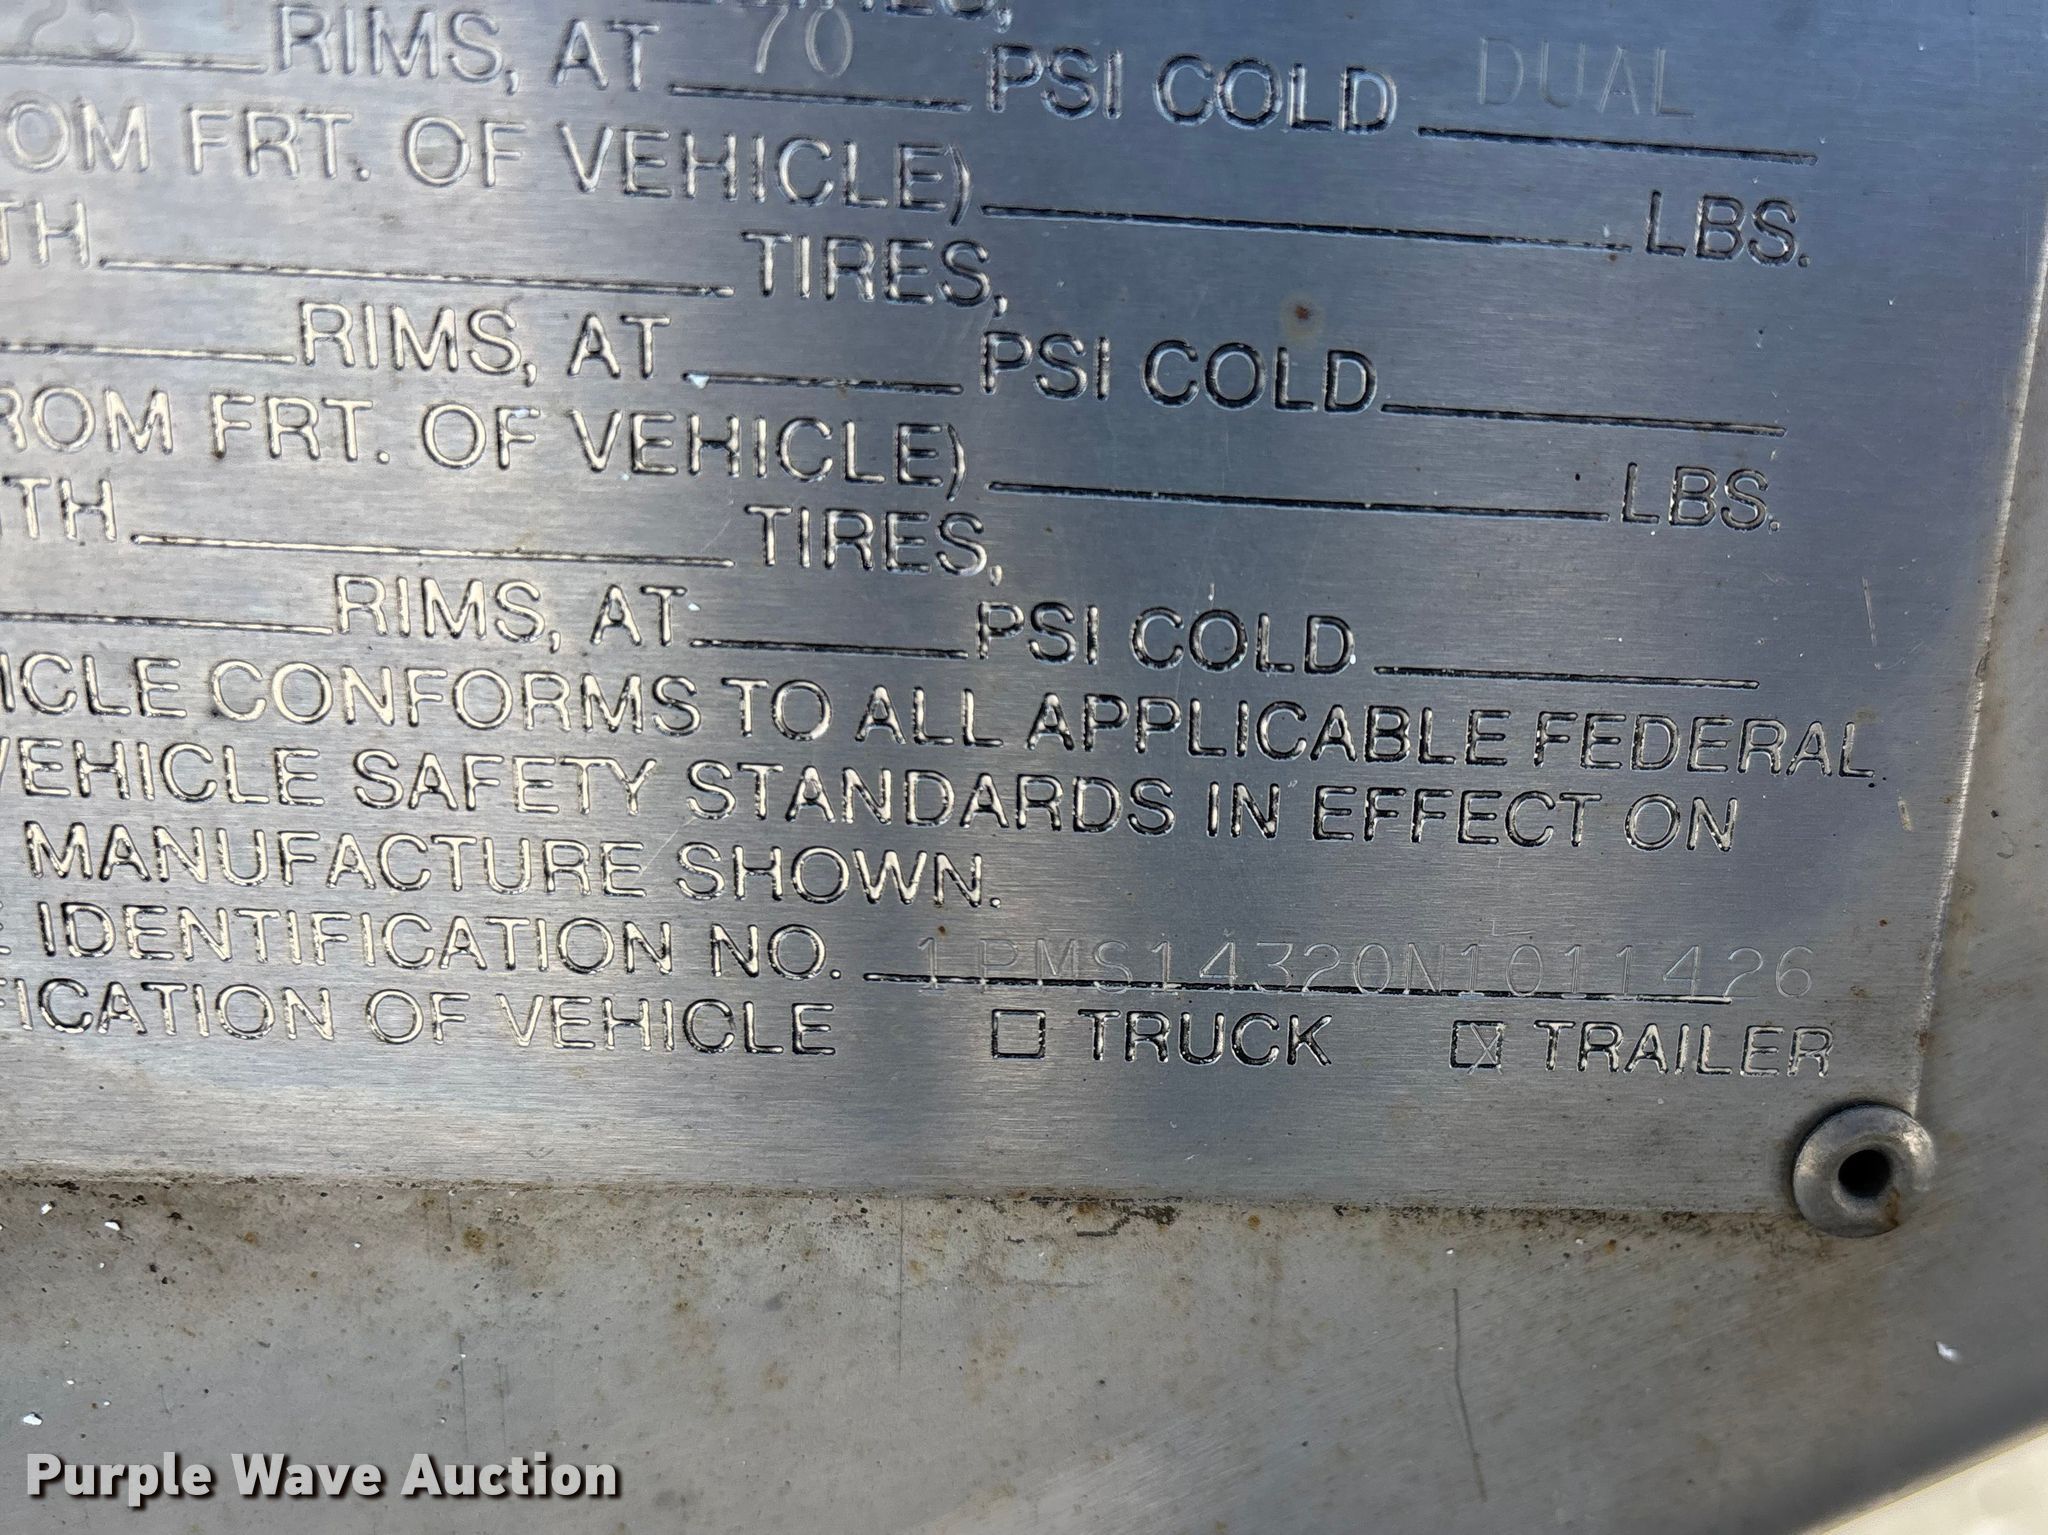 25 RIMS, AT 70 PSI COLD DUAL
OM FRT. OF VEHICLE) LBS.
TH TIRES,
RIMS, AT PSI COLD
ROM FRT. OF VEHICLE) LBS.
ITH TIRES,
RIMS, AT PSI COLD
ICLE CONFORMS TO ALL APPLICABLE FEDERAL
VEHICLE SAFETY STANDARDS IN EFFECT ON
MANUFACTURE SHOWN.
E IDENTIFICATION NO. 1PMS14320N1011426
FICATION OF VEHICLE TRUCK X TRAILER
Purple Wave Auction